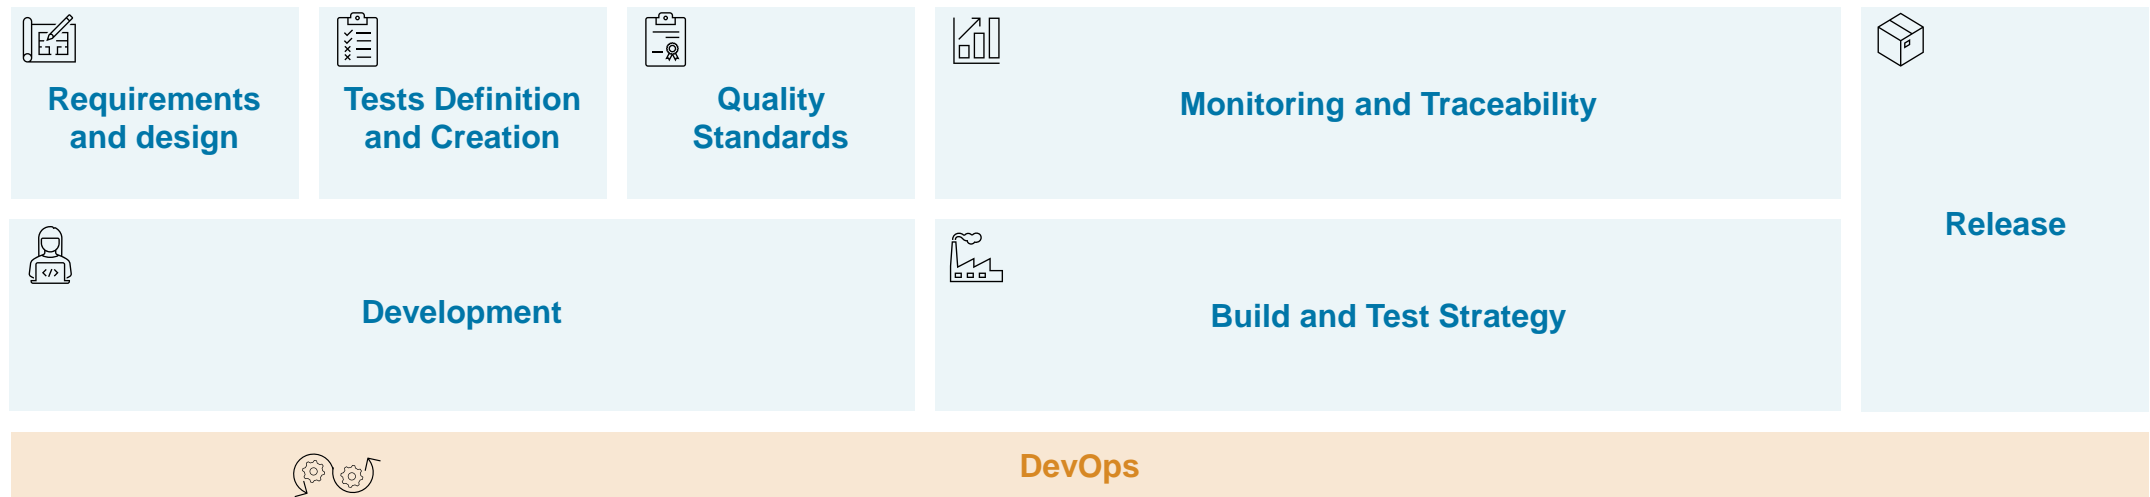 Requirements
and design
Tests Definition
and Creation
Quality
Standards
Monitoring and Traceability
Release
Development
Build and Test Strategy
DevOps